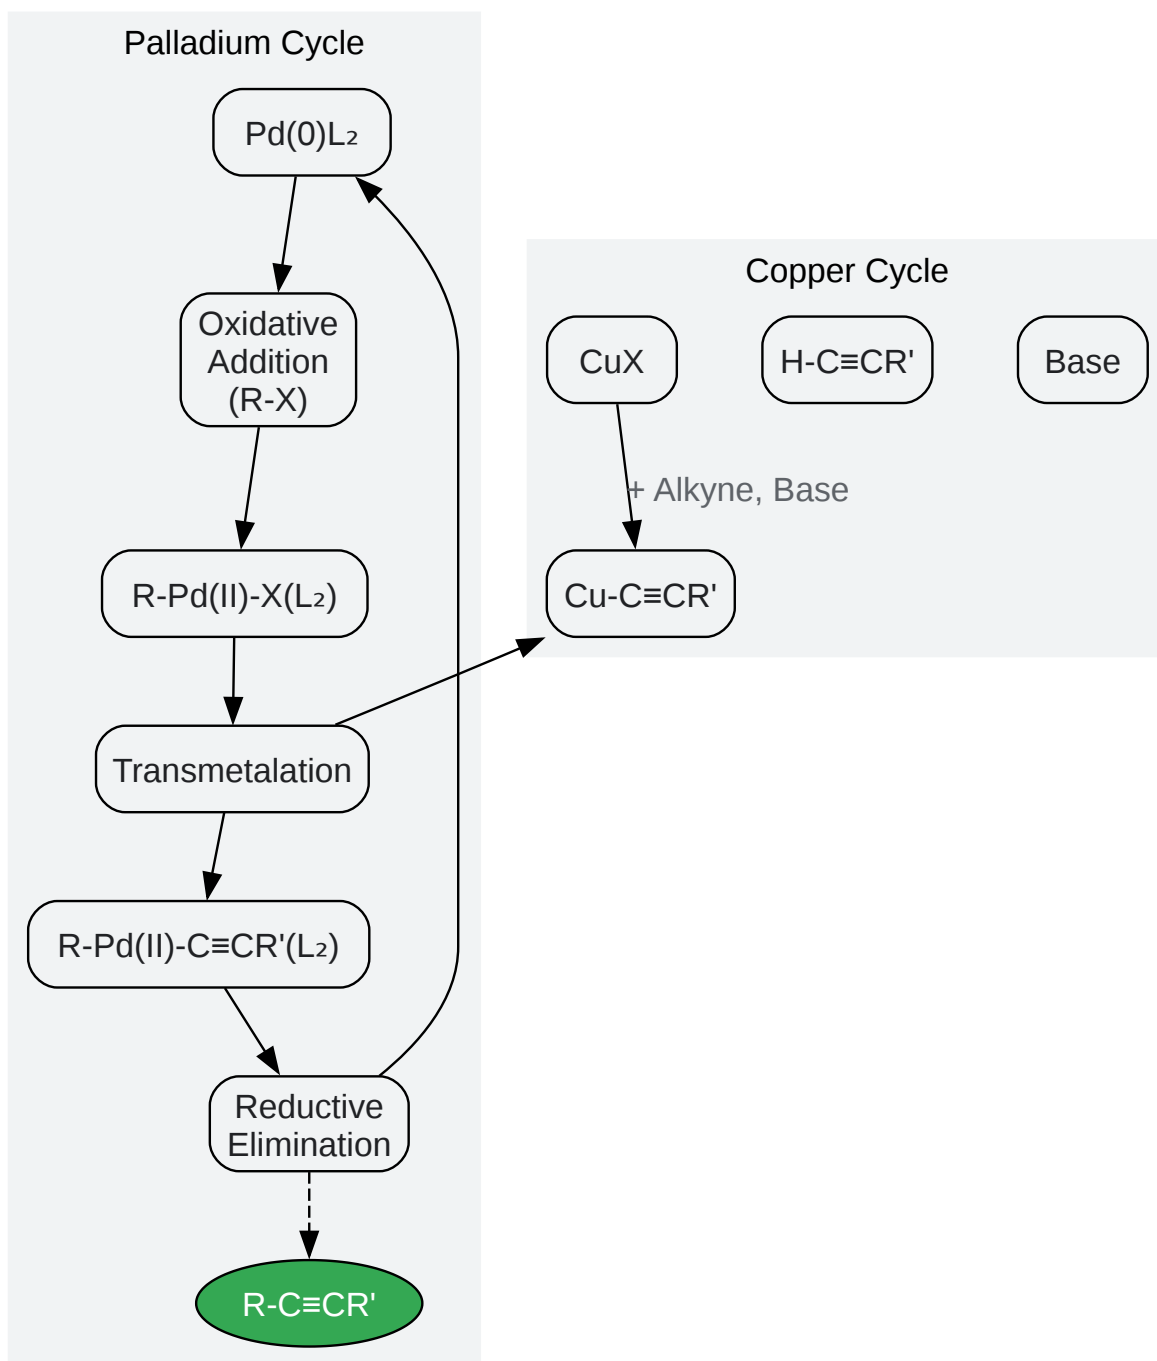 Palladium Cycle
Pd(0)L₂
Oxidative
Addition
(R-X)
R-Pd(II)-X(L₂)
Transmetalation
R-Pd(II)-C≡CR'(L₂)
Reductive
Elimination
R-C≡CR'
Copper Cycle
CuX
H-C≡CR'
Base
+ Alkyne, Base
Cu-C≡CR'